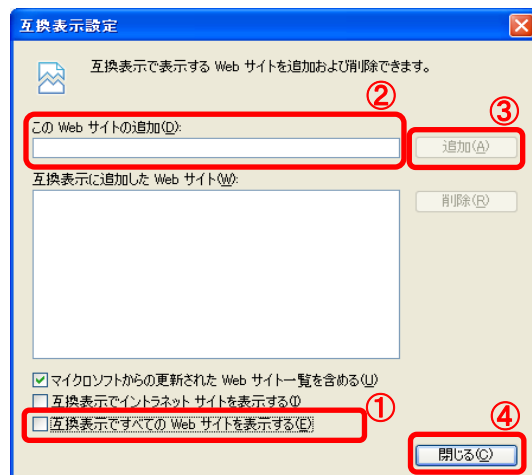 互換表示設定
互換表示で表示する Web サイトを追加および削除できます。
②
③
この Web サイトの追加(D):
追加(A)
互換表示に追加した Web サイト(W):
削除(R)
マイクロソフトからの更新された Web サイト一覧を含める(U)
互換表示でイントラネット サイトを表示する(I)
①
互換表示ですべての Web サイトを表示する(E)
④
閉じる(C)